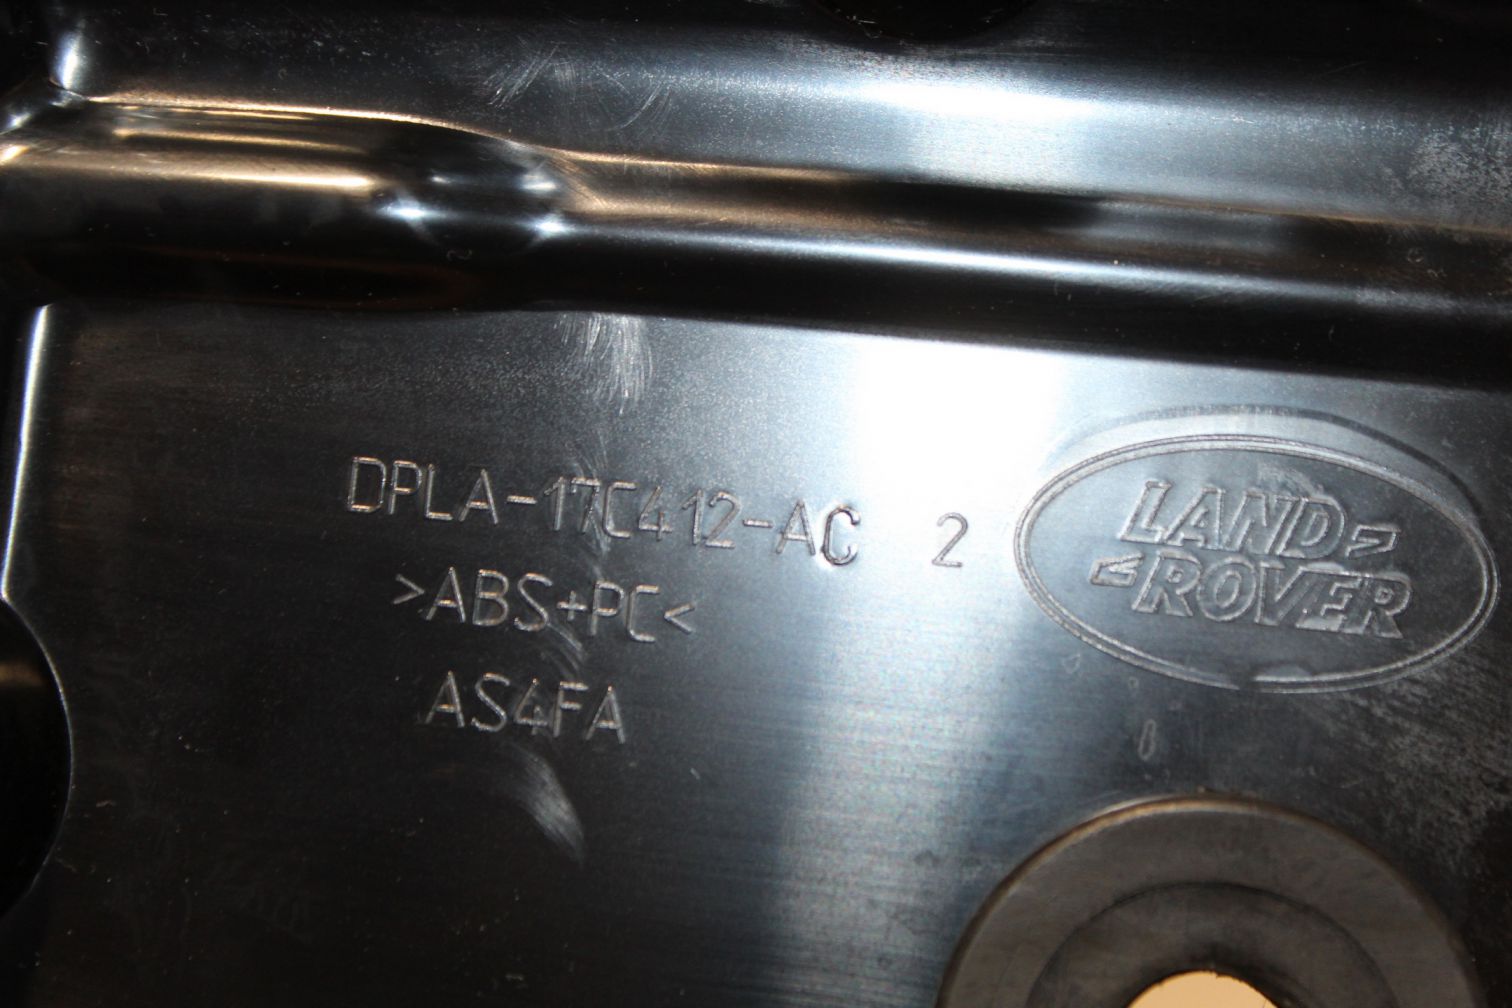 DPLA-17C412-AC 2
>ABS+PC<
AS4FA
LAND
ROVER